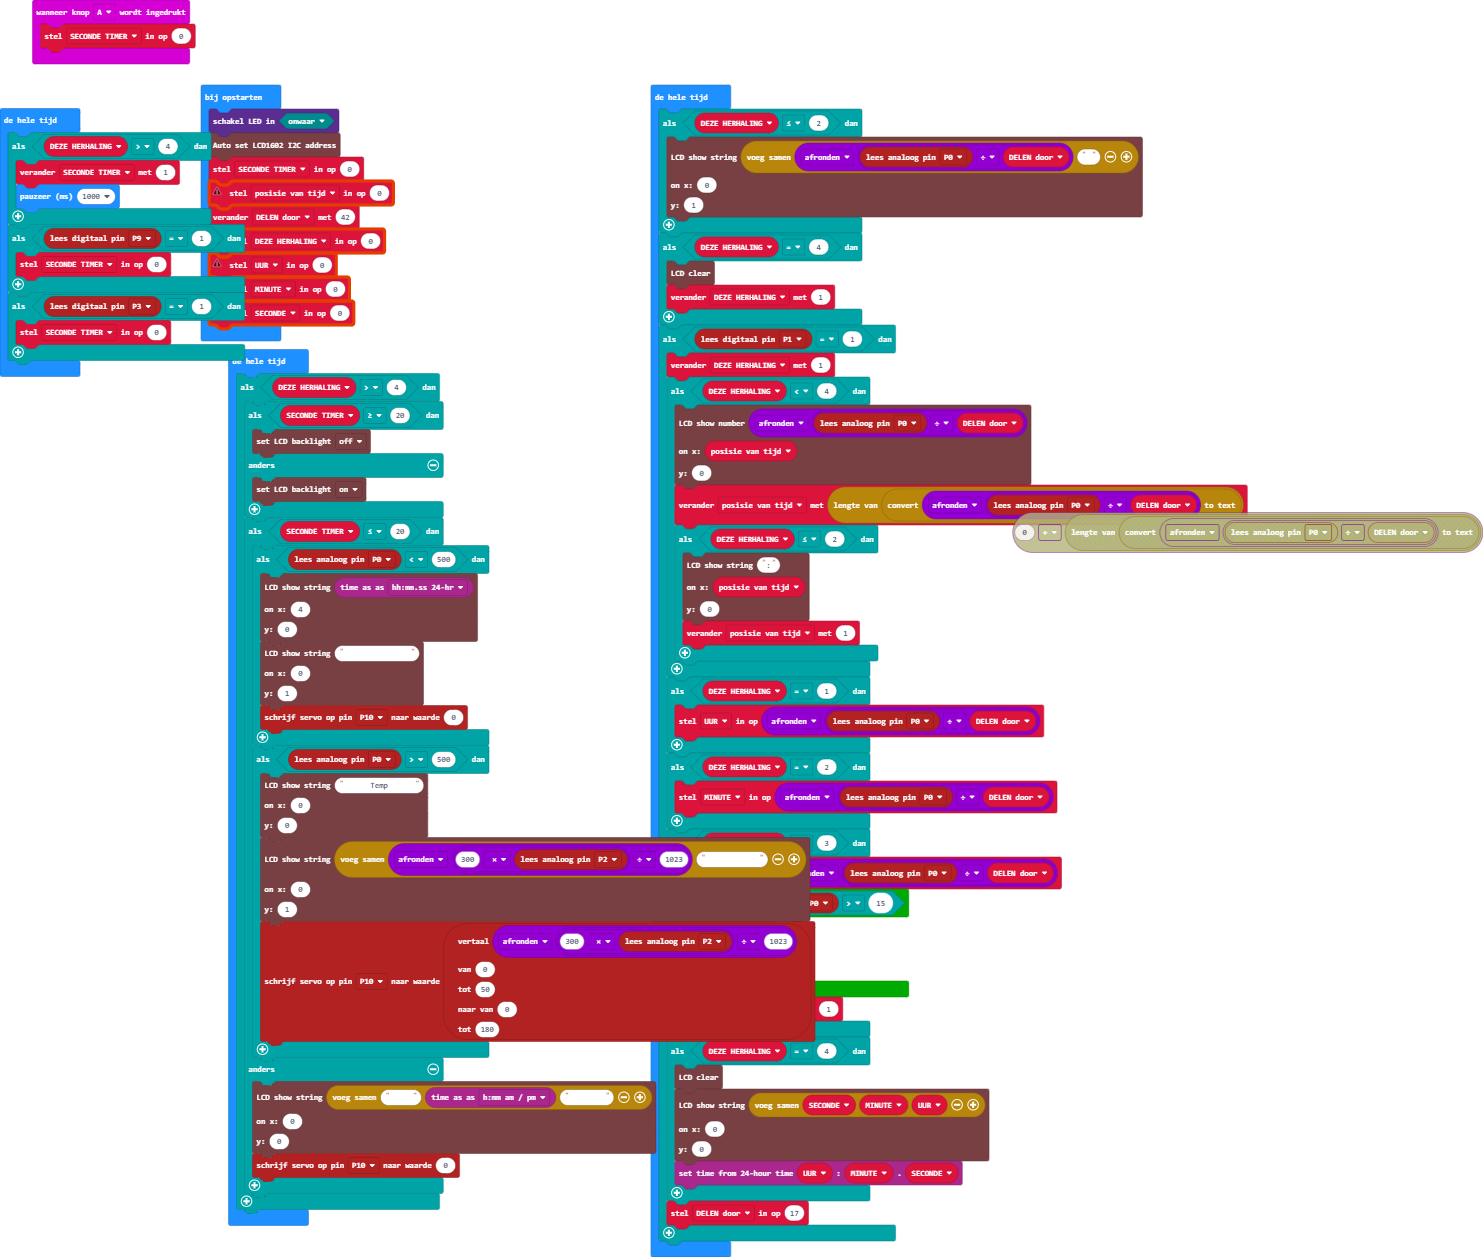 wanneer knop A wordt ingedrukt
stel SECONDE TIMER in op 0
de hele tijd
als DEZE HERHALING > 4 dan
verander SECONDE TIMER met 1
pauzeer (ms) 1000
als lees digitaal pin P9 = 1 dan
stel SECONDE TIMER in op 0
als lees digitaal pin P3 = 1 dan
stel SECONDE TIMER in op 0
bij opstarten
schakel LED in onwaar
Auto set LCD1602 I2C address
stel SECONDE TIMER in op 0
stel posisie van tijd in op 0
verander DELEN door met 42
DEZE HERHALING in op 0
stel UUR in op 0
MINUTE in op 0
SECONDE in op 0
de hele tijd
als DEZE HERHALING > 4 dan
als SECONDE TIMER ≥ 20 dan
set LCD backlight off
anders
set LCD backlight on
als SECONDE TIMER ≤ 20 dan
als lees analoog pin P0 < 500 dan
LCD show string time as as hh:mm.ss 24-hr
on x: 4
y: 0
LCD show string " "
on x: 0
y: 1
schrijf servo op pin P10 naar waarde 0
als lees analoog pin P0 > 500 dan
LCD show string " Temp "
on x: 0
y: 0
LCD show string voeg samen afronden 300 × lees analoog pin P2 ÷ 1023 " "
on x: 0
y: 1
schrijf servo op pin P10 naar waarde
vertaal afronden 300 × lees analoog pin P2 ÷ 1023
van 0
tot 50
naar van 0
tot 180
anders
LCD show string voeg samen " " time as as h:mm am / pm " "
on x: 0
y: 0
schrijf servo op pin P10 naar waarde 0
de hele tijd
als DEZE HERHALING ≤ 2 dan
LCD show string voeg samen afronden lees analoog pin P0 ÷ DELEN door " "
on x: 0
y: 1
als DEZE HERHALING = 4 dan
LCD clear
verander DEZE HERHALING met 1
als lees digitaal pin P1 = 1 dan
verander DEZE HERHALING met 1
als DEZE HERHALING < 4 dan
LCD show number afronden lees analoog pin P0 ÷ DELEN door
on x: posisie van tijd
y: 0
verander posisie van tijd met lengte van convert afronden lees analoog pin P0 ÷ DELEN door to text
0 ÷ lengte van convert afronden lees analoog pin P0 ÷ DELEN door to text
als DEZE HERHALING ≤ 2 dan
LCD show string ":"
on x: posisie van tijd
y: 0
verander posisie van tijd met 1
als DEZE HERHALING = 1 dan
stel UUR in op afronden lees analoog pin P0 ÷ DELEN door
als DEZE HERHALING = 2 dan
stel MINUTE in op afronden lees analoog pin P0 ÷ DELEN door
3 dan
lees analoog pin P0 ÷ DELEN door
P0 > 15
1
als DEZE HERHALING = 4 dan
LCD clear
LCD show string voeg samen SECONDE MINUTE UUR
on x: 0
y: 0
set time from 24-hour time UUR : MINUTE . SECONDE
stel DELEN door in op 17